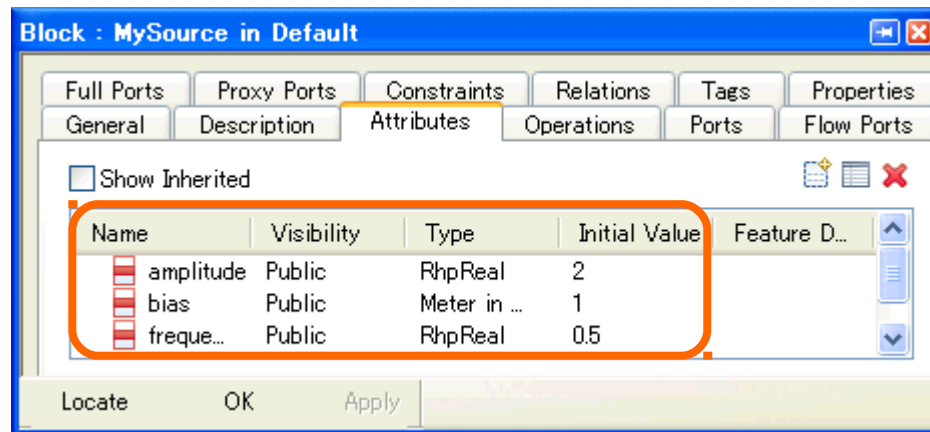 Block : MySource in Default
Full Ports Proxy Ports Constraints Relations Tags Properties
General Description Attributes Operations Ports Flow Ports
Show Inherited
Name Visibility Type Initial Value Feature D...
amplitude Public RhpReal 2
bias Public Meter in ... 1
freque... Public RhpReal 0.5
Locate OK Apply